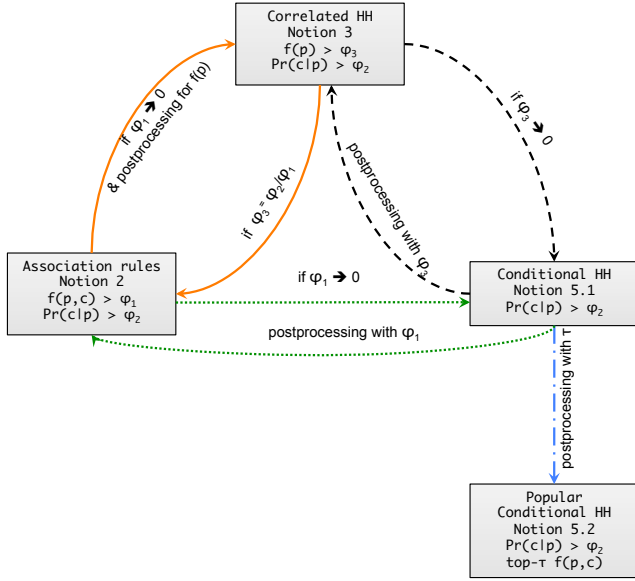 Correlated HH
Notion 3
f(p) > φ₃
Pr(c|p) > φ₂
if φ₁ ➔ 0
& postprocessing for f(p)
if φ₃ = φ₂/φ₁
postprocessing with φ₃
if φ₃ ➔ 0
Association rules
Notion 2
f(p,c) > φ₁
Pr(c|p) > φ₂
if φ₁ ➔ 0
Conditional HH
Notion 5.1
Pr(c|p) > φ₂
postprocessing with φ₁
postprocessing with τ
Popular
Conditional HH
Notion 5.2
Pr(c|p) > φ₂
top-τ f(p,c)